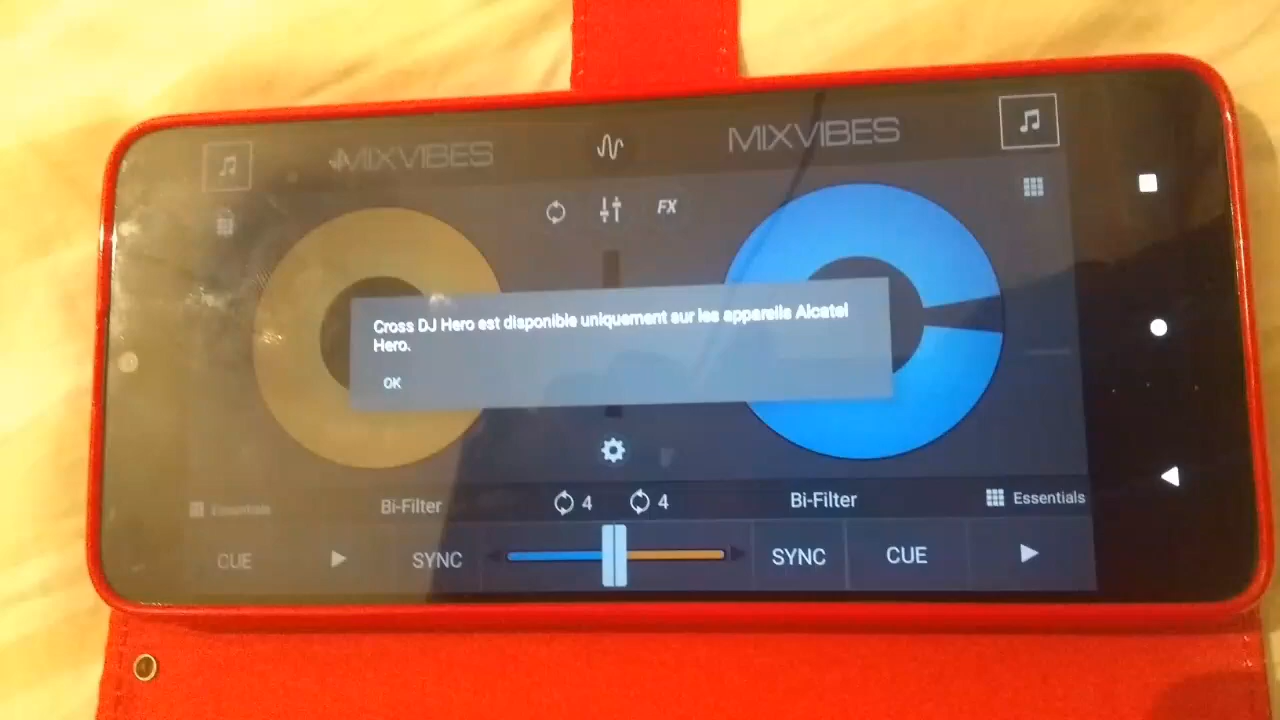 MIXVIBES
MIXVIBES
FX
Cross DJ Hero est disponible uniquement sur les appareils Alcatel
Hero.
OK
Bi-Filter
4
4
Bi-Filter
Essentials
Essentials
CUE
SYNC
SYNC
CUE